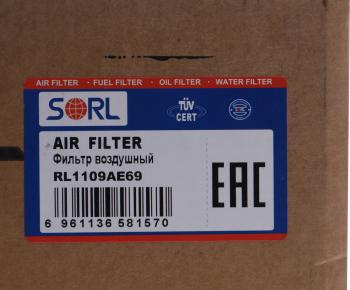 AIR FILTER · FUEL FILTER · OIL FILTER · WATER FILTER
SORL
TÜV
CERT
AIR FILTER
Фильтр воздушный
RL1109AE69
EAC
6 961136 581570